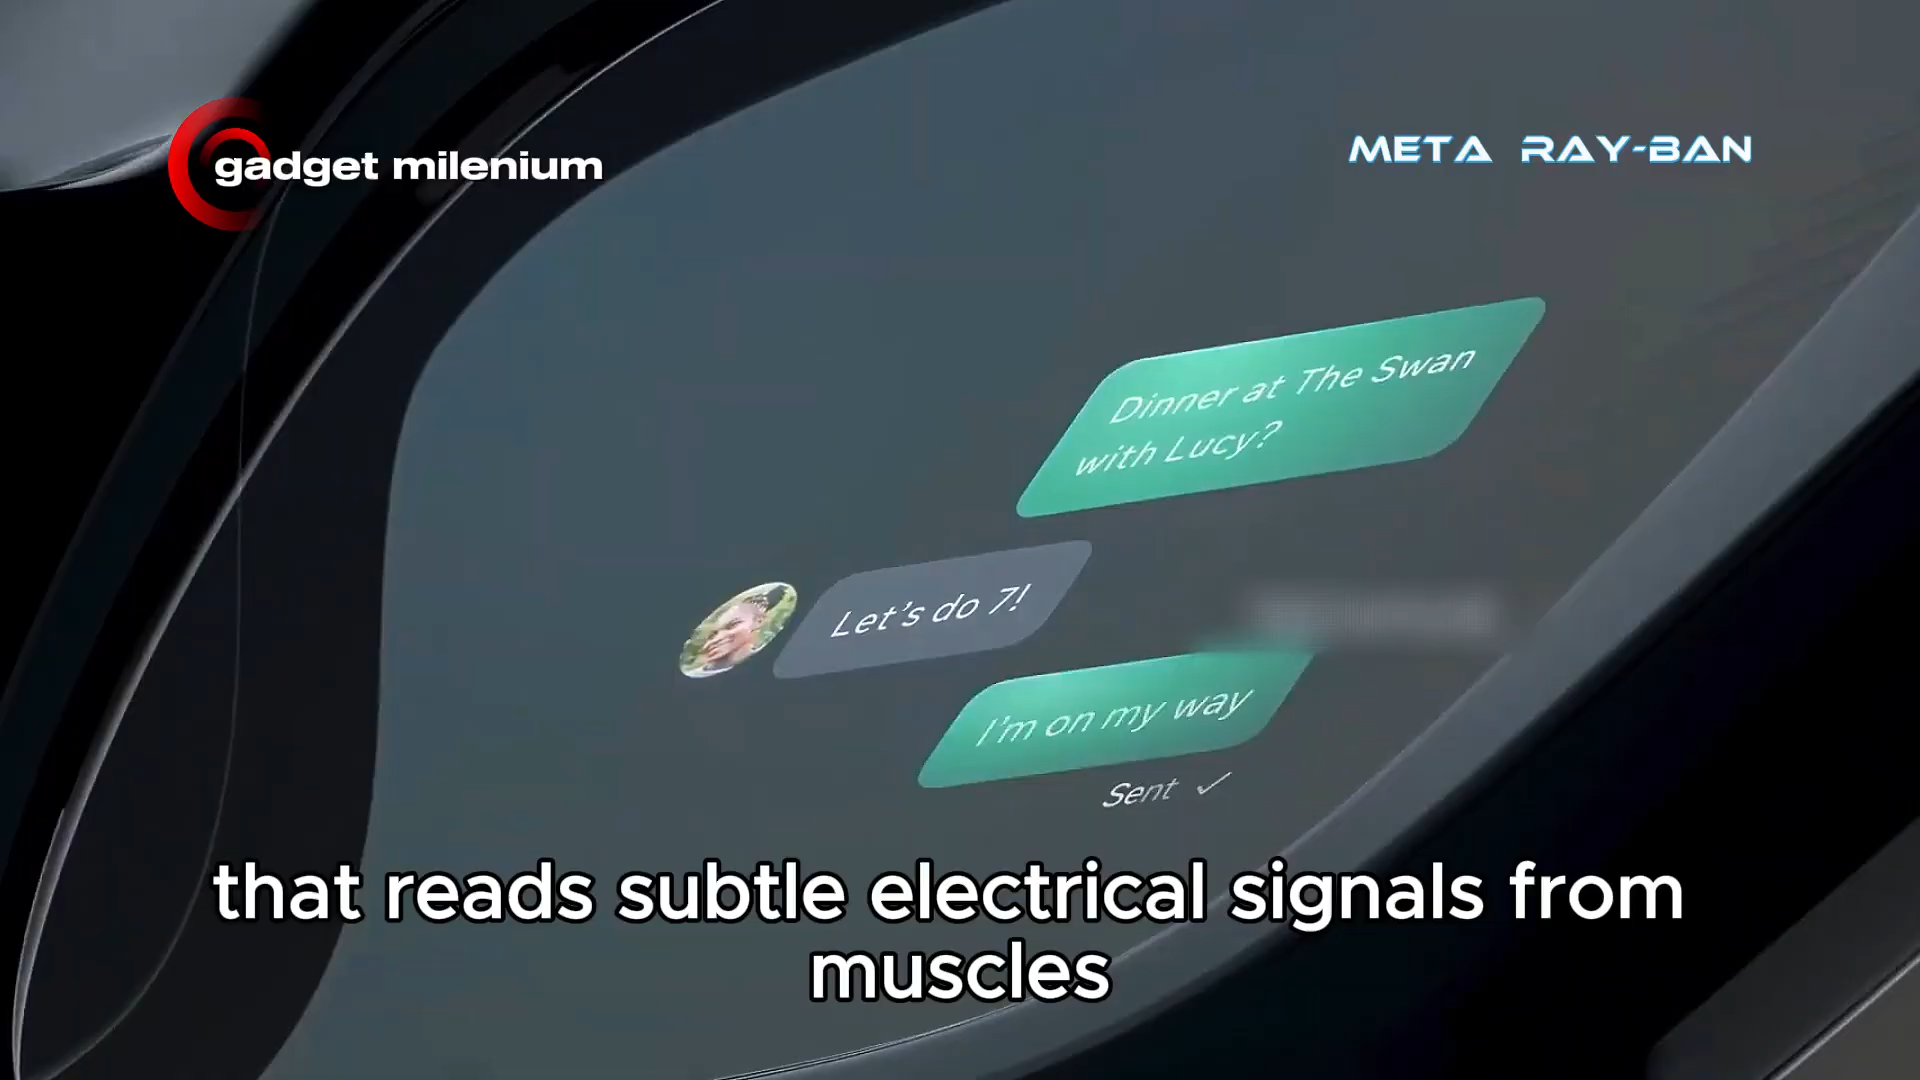 gadget milenium
META RAY-BAN
Dinner at The Swan
with Lucy?
Let's do 7!
I'm on my way
Sent ✓
that reads subtle electrical signals from
muscles